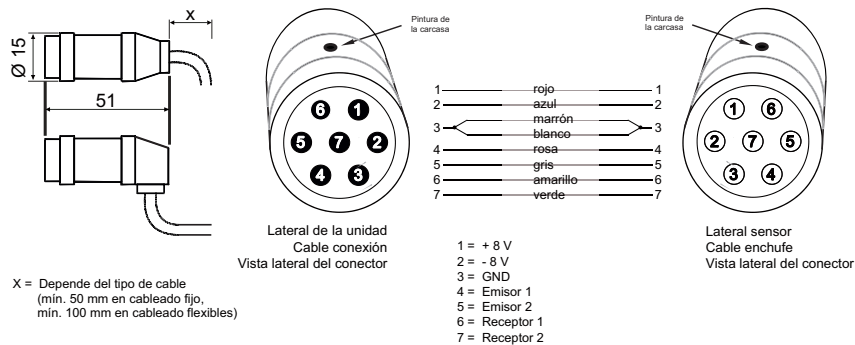 X
Ø 15
51
X = Depende del tipo de cable
(mín. 50 mm en cableado fijo,
mín. 100 mm en cableado flexibles)
Pintura de
la carcasa
6 1
5 7 2
4 3
Lateral de la unidad
Cable conexión
Vista lateral del conector
1 rojo 1
2 azul 2
marrón
3 3
blanco
4 rosa 4
5 gris 5
6 amarillo 6
7 verde 7
1 = + 8 V
2 = - 8 V
3 = GND
4 = Emisor 1
5 = Emisor 2
6 = Receptor 1
7 = Receptor 2
Pintura de
la carcasa
1 6
2 7 5
3 4
Lateral sensor
Cable enchufe
Vista lateral del conector